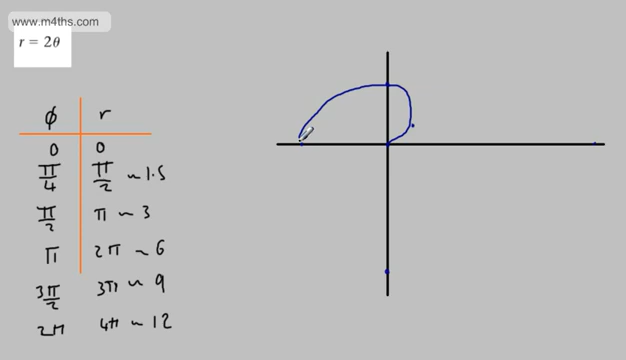 www.m4ths.com
r = 2θ
ϕ r
0 0
π/4 π/2 ~ 1.5
π/2 π ~ 3
π 2π ~ 6
3π/2 3π ~ 9
2π 4π ~ 12